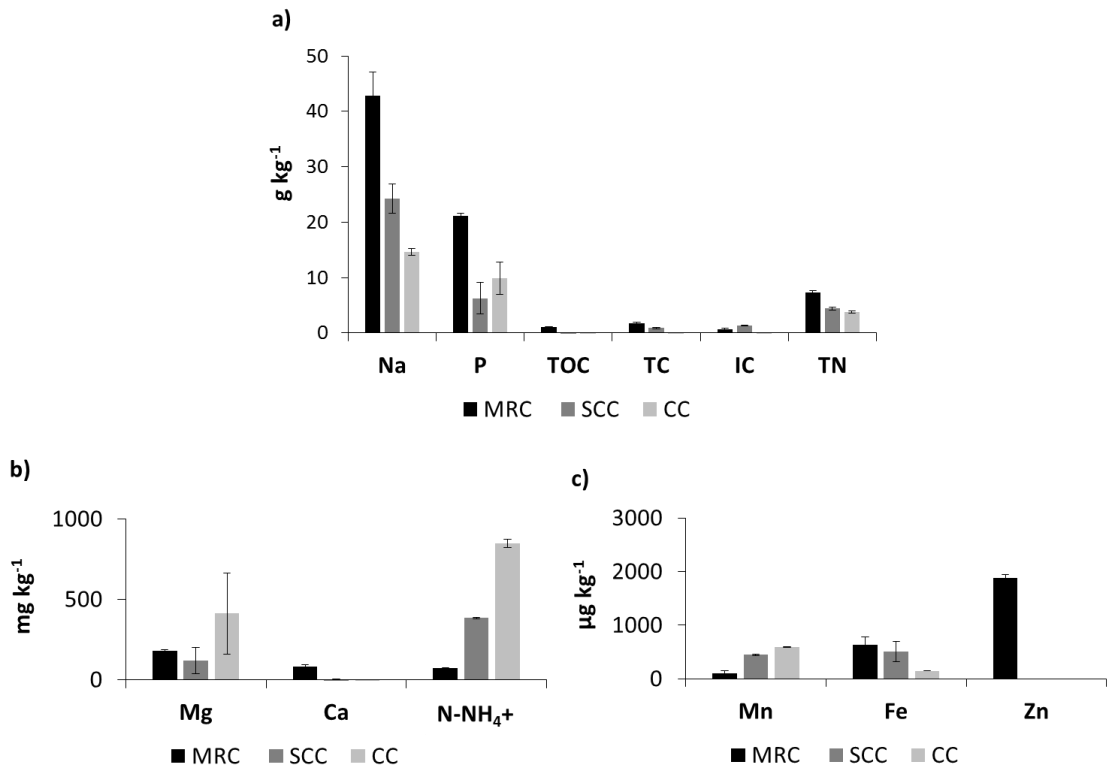 a)
g kg⁻¹
50
40
30
20
10
0
Na P TOC TC IC TN
MRC SCC CC
b)
mg kg⁻¹
1000
500
0
Mg Ca N-NH₄+
MRC SCC CC
c)
µg kg⁻¹
3000
2000
1000
0
Mn Fe Zn
MRC SCC CC